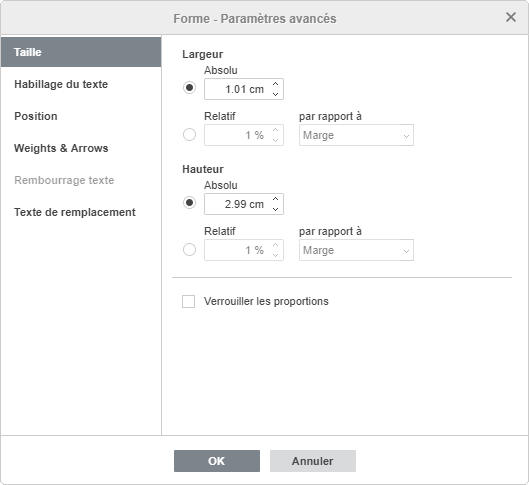 Forme - Paramètres avancés
Taille
Habillage du texte
Position
Weights & Arrows
Rembourrage texte
Texte de remplacement
Largeur
Absolu
1.01 cm
Relatif par rapport à
1 % Marge
Hauteur
Absolu
2.99 cm
Relatif par rapport à
1 % Marge
Verrouiller les proportions
OK Annuler